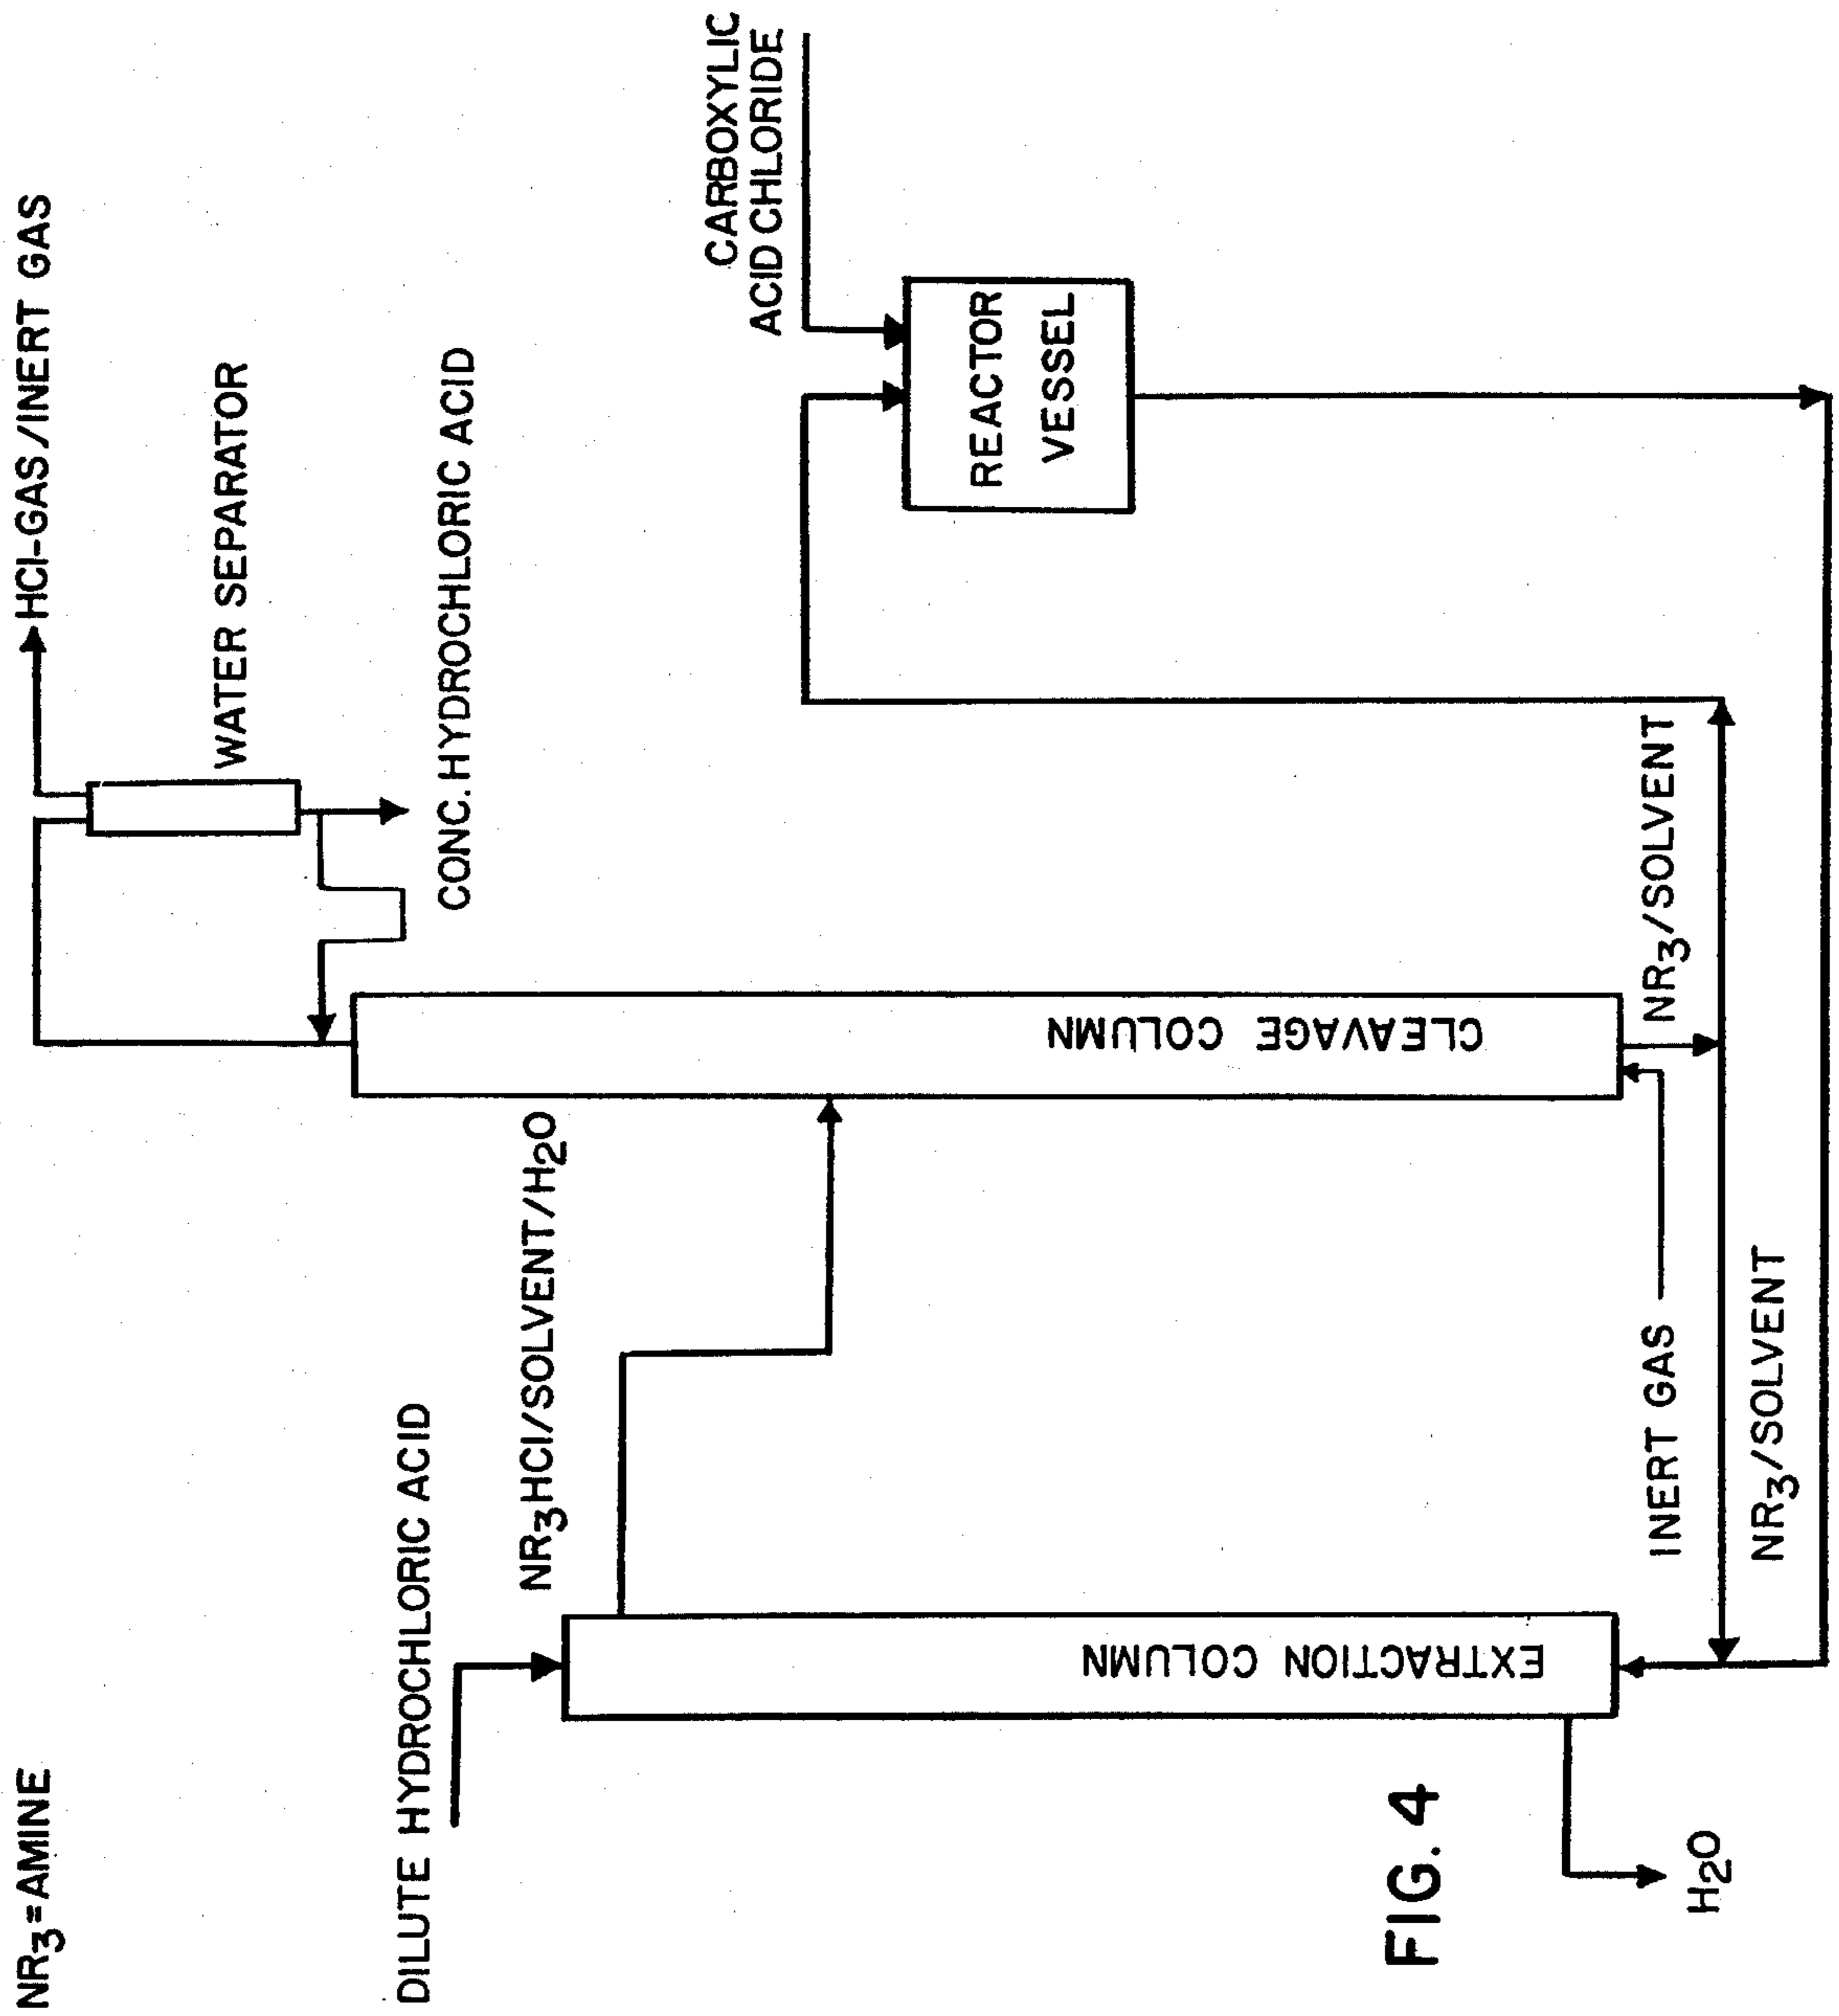 NR3=AMINE
HCl-GAS/INERT GAS
WATER SEPARATOR
CONC. HYDROCHLORIC ACID
DILUTE HYDROCHLORIC ACID
NR3HCl/SOLVENT/H2O
CARBOXYLIC
ACID CHLORIDE
REACTOR
VESSEL
CLEAVAGE COLUMN
EXTRACTION COLUMN
INERT GAS
NR3/SOLVENT
NR3/SOLVENT
H2O
FIG. 4